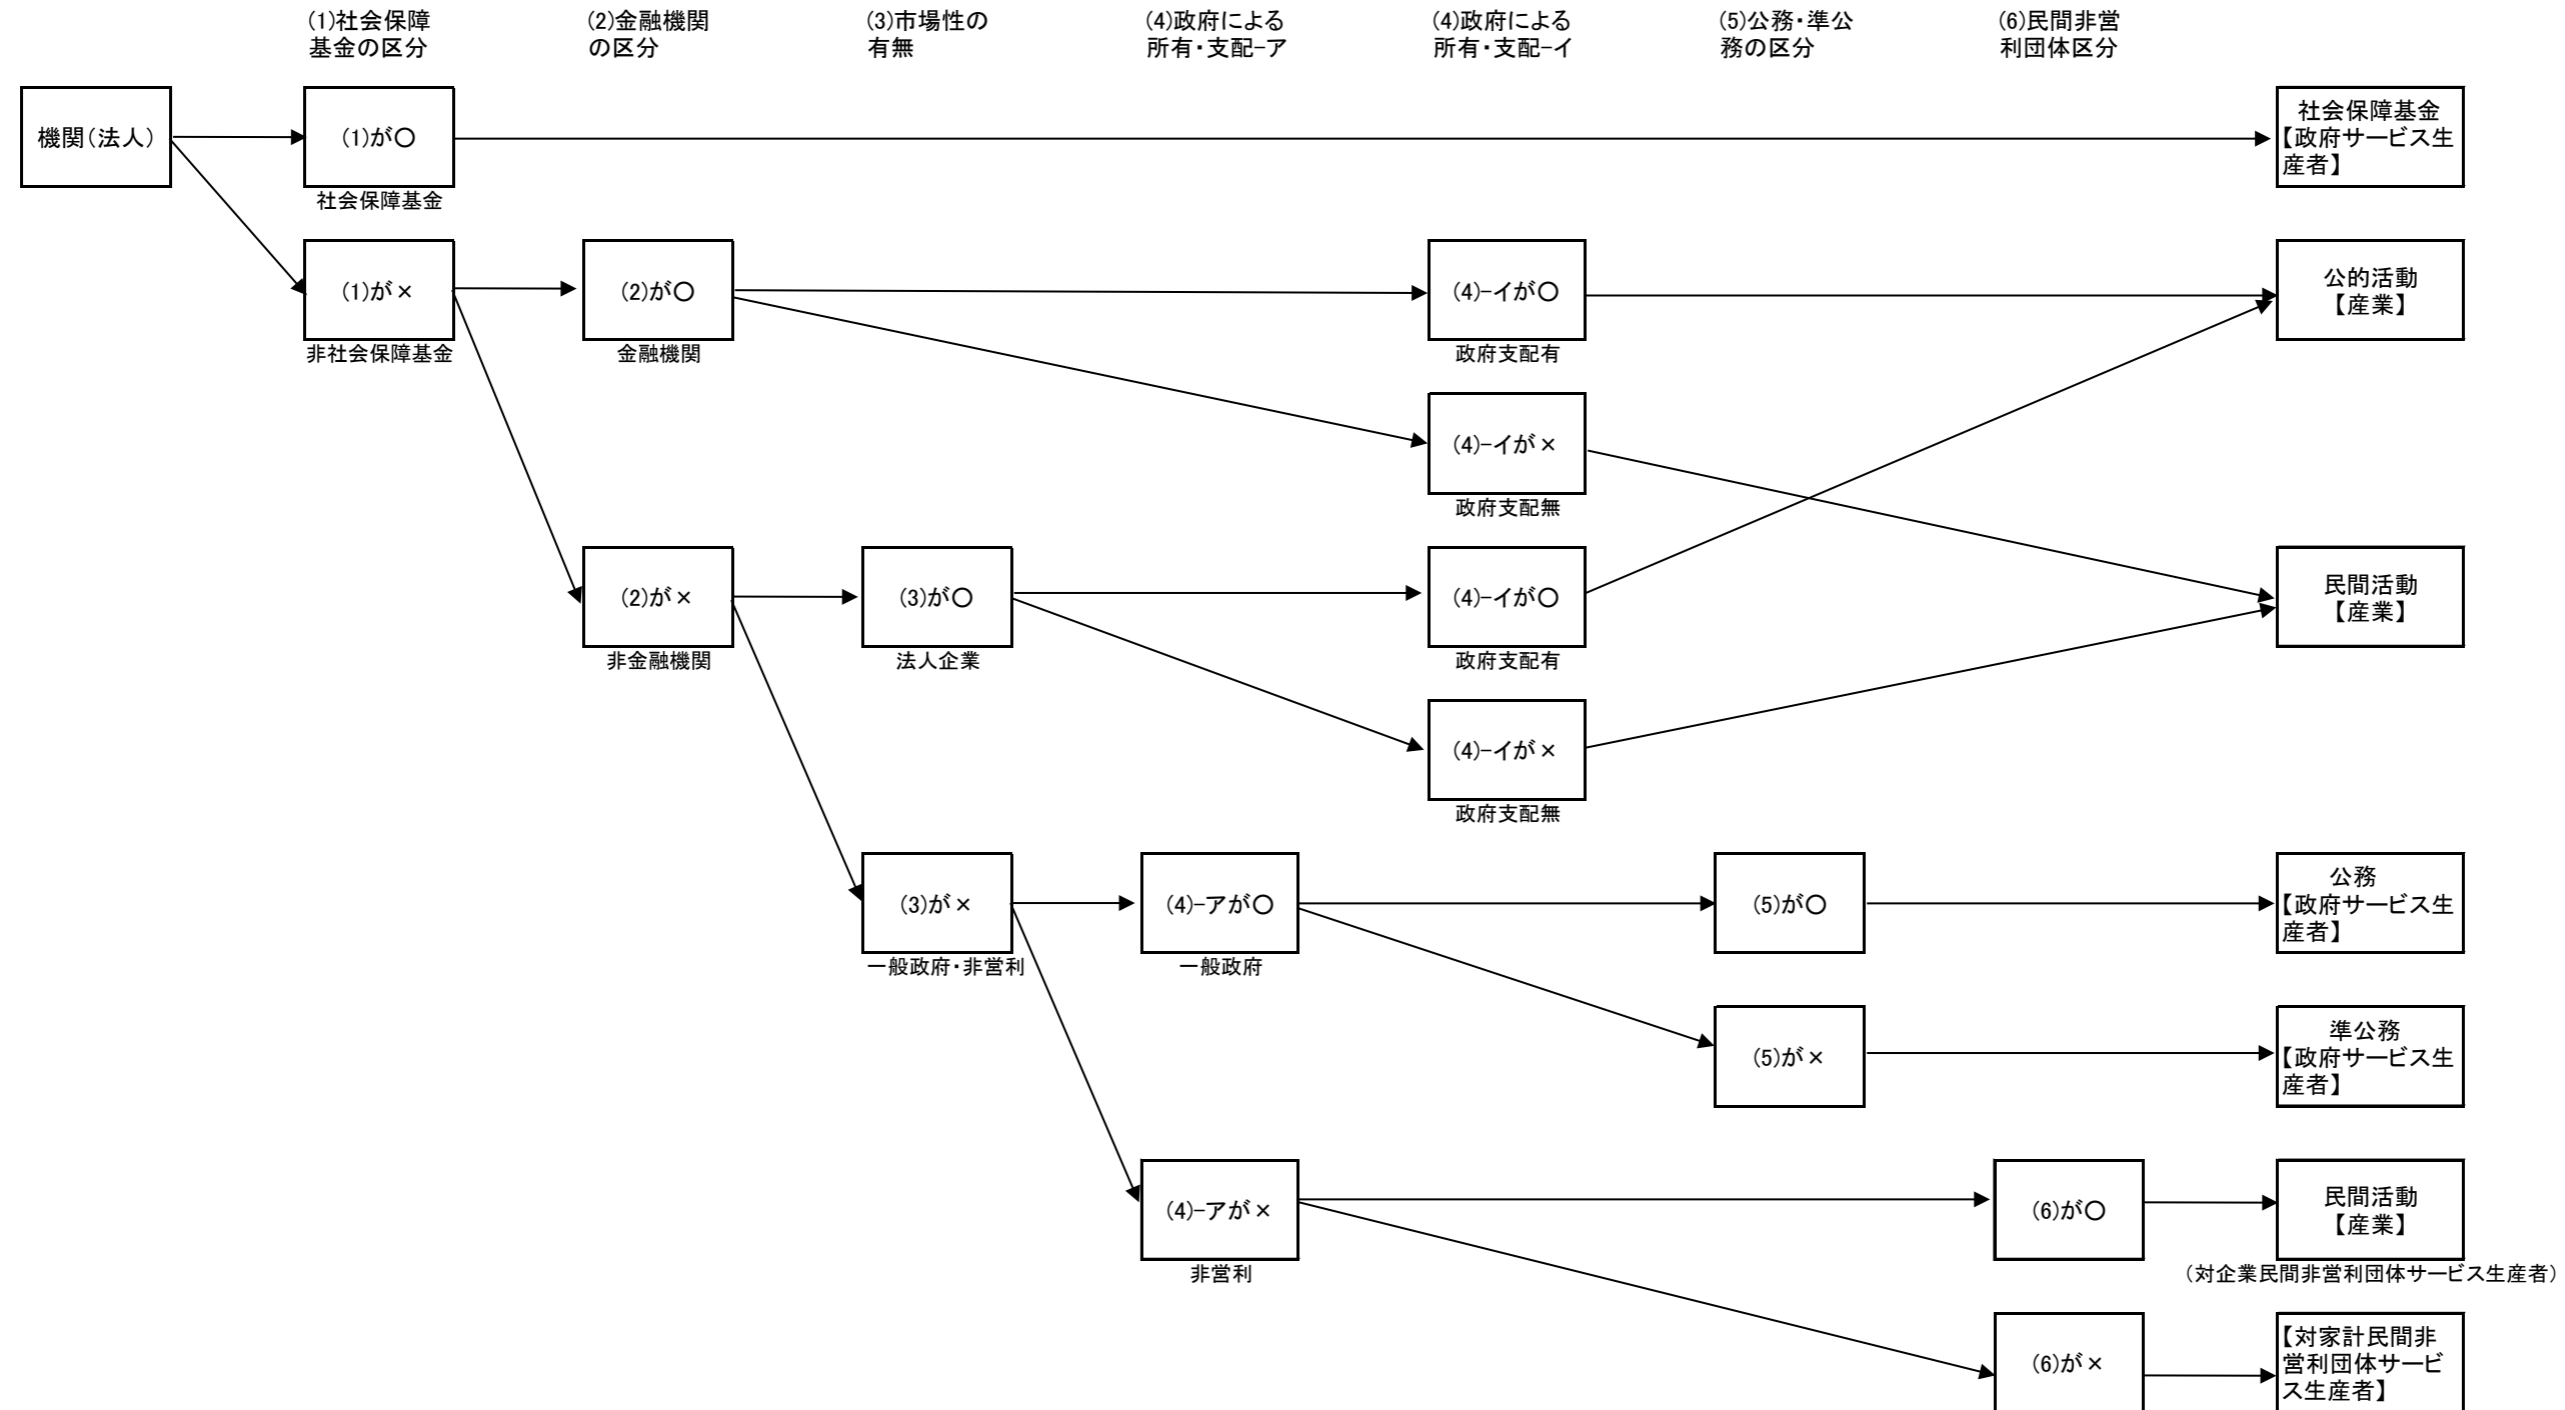 (1)社会保障
基金の区分
(2)金融機関
の区分
(3)市場性の
有無
(4)政府による
所有・支配-ア
(4)政府による
所有・支配-イ
(5)公務・準公
務の区分
(6)民間非営
利団体区分
機関(法人)
(1)が〇
社会保障基金
社会保障基金
【政府サービス生
産者】
(1)が×
非社会保障基金
(2)が〇
金融機関
(4)-イが〇
政府支配有
公的活動
【産業】
(4)-イが×
政府支配無
(2)が×
非金融機関
(3)が〇
法人企業
(4)-イが〇
政府支配有
民間活動
【産業】
(4)-イが×
政府支配無
(3)が×
一般政府・非営利
(4)-アが〇
一般政府
(5)が〇
公務
【政府サービス生
産者】
(5)が×
準公務
【政府サービス生
産者】
(4)-アが×
非営利
(6)が〇
民間活動
【産業】
(対企業民間非営利団体サービス生産者)
(6)が×
【対家計民間非
営利団体サービ
ス生産者】